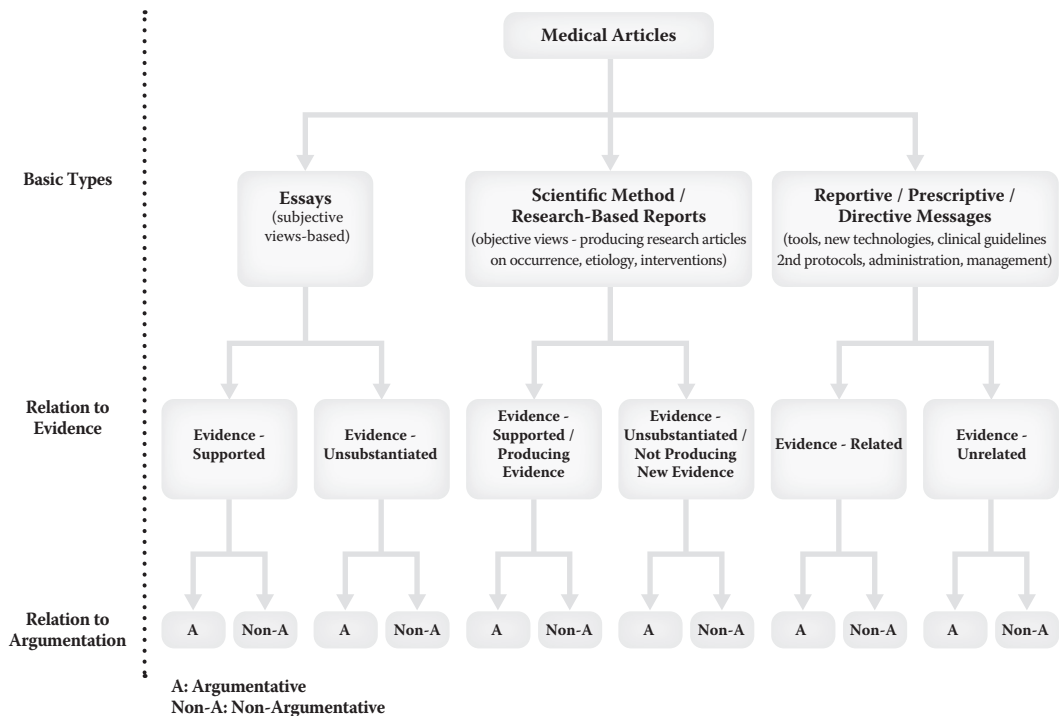 Medical Articles
Basic Types
Essays
(subjective
views-based)
Scientific Method /
Research-Based Reports
(objective views - producing research articles
on occurrence, etiology, interventions)
Reportive / Prescriptive /
Directive Messages
(tools, new technologies, clinical guidelines
2nd protocols, administration, management)
Relation to
Evidence
Evidence -
Supported
Evidence -
Unsubstantiated
Evidence -
Supported /
Producing
Evidence
Evidence -
Unsubstantiated /
Not Producing
New Evidence
Evidence - Related
Evidence -
Unrelated
Relation to
Argumentation
A
Non-A
A
Non-A
A
Non-A
A
Non-A
A
Non-A
A
Non-A
A: Argumentative
Non-A: Non-Argumentative